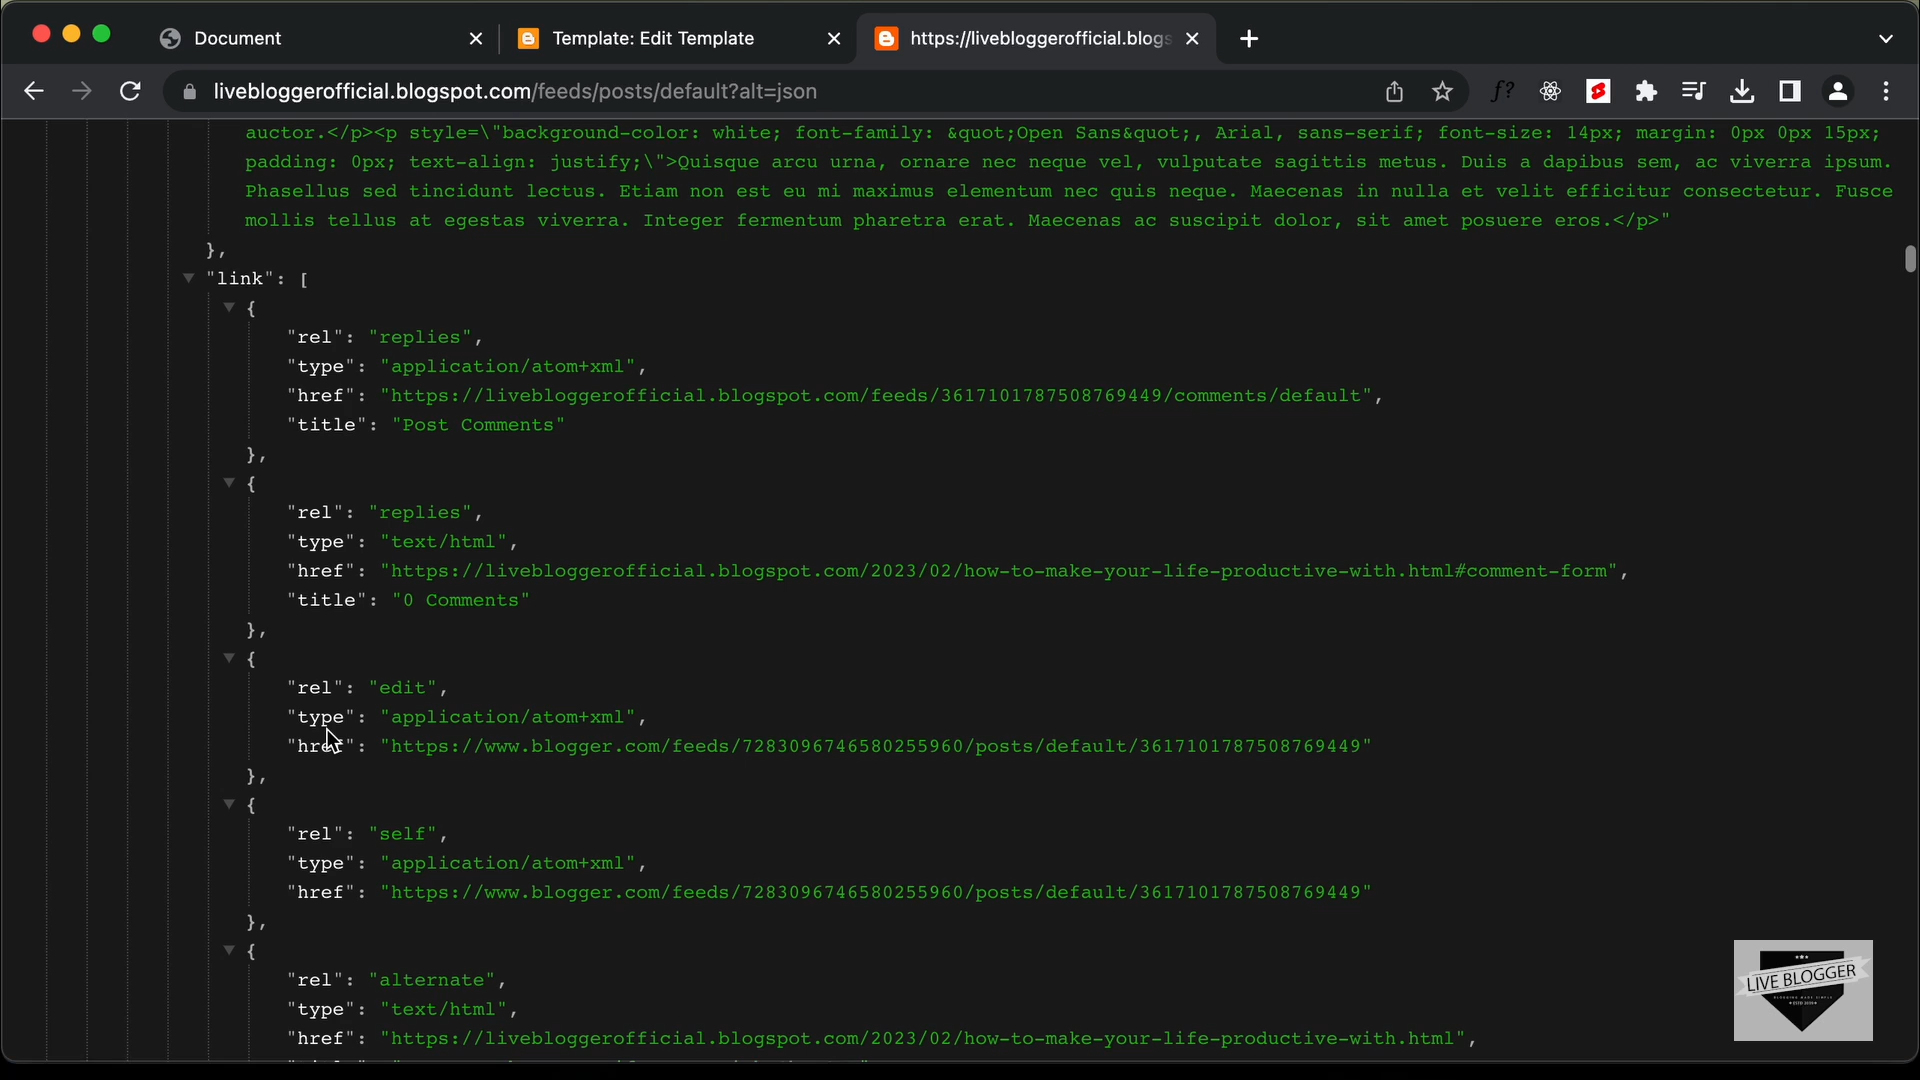 Document
Template: Edit Template
https://livebloggerofficial.blogs
livebloggerofficial.blogspot.com/feeds/posts/default?alt=json
auctor.</p><p style=\"background-color: white; font-family: &quot;Open Sans&quot;, Arial, sans-serif; font-size: 14px; margin: 0px 0px 15px;
padding: 0px; text-align: justify;\">Quisque arcu urna, ornare nec neque vel, vulputate sagittis metus. Duis a dapibus sem, ac viverra ipsum.
Phasellus sed tincidunt lectus. Etiam non est eu mi maximus elementum nec quis neque. Maecenas in nulla et velit efficitur consectetur. Fusce
mollis tellus at egestas viverra. Integer fermentum pharetra erat. Maecenas ac suscipit dolor, sit amet posuere eros.</p>"
},
"link": [
{
"rel": "replies",
"type": "application/atom+xml",
"href": "https://livebloggerofficial.blogspot.com/feeds/3617101787508769449/comments/default",
"title": "Post Comments"
},
{
"rel": "replies",
"type": "text/html",
"href": "https://livebloggerofficial.blogspot.com/2023/02/how-to-make-your-life-productive-with.html#comment-form",
"title": "0 Comments"
},
{
"rel": "edit",
"type": "application/atom+xml",
"href": "https://www.blogger.com/feeds/7283096746580255960/posts/default/3617101787508769449"
},
{
"rel": "self",
"type": "application/atom+xml",
"href": "https://www.blogger.com/feeds/7283096746580255960/posts/default/3617101787508769449"
},
{
"rel": "alternate",
"type": "text/html",
"href": "https://livebloggerofficial.blogspot.com/2023/02/how-to-make-your-life-productive-with.html",
LIVE BLOGGER